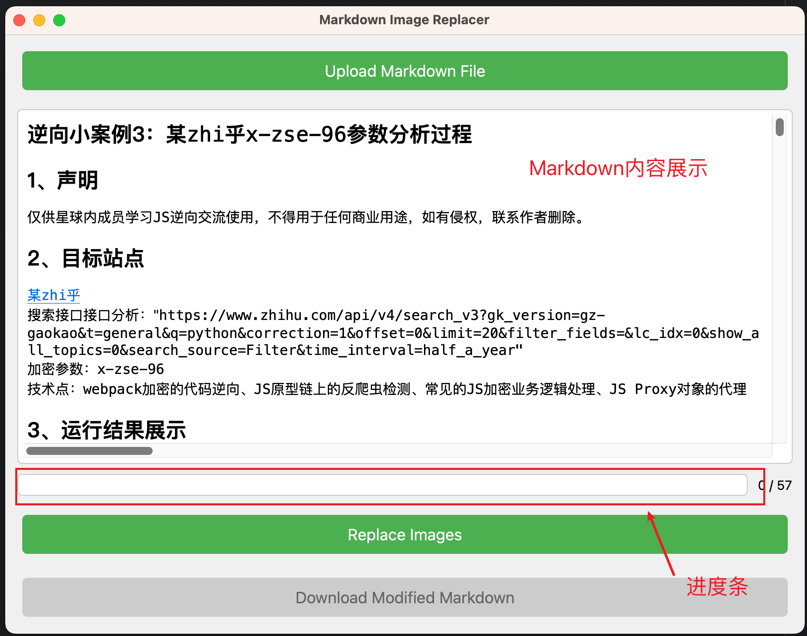 Markdown Image Replacer
Upload Markdown File
逆向小案例3：某zhi乎x-zse-96参数分析过程
Markdown内容展示
1、声明
仅供星球内成员学习JS逆向交流使用，不得用于任何商业用途，如有侵权，联系作者删除。
2、目标站点
某zhi乎
搜索接口接口分析："https://www.zhihu.com/api/v4/search_v3?gk_version=gz-
gaokao&t=general&q=python&correction=1&offset=0&limit=20&filter_fields=&lc_idx=0&show_a
ll_topics=0&search_source=Filter&time_interval=half_a_year"
加密参数：x-zse-96
技术点：webpack加密的代码逆向、JS原型链上的反爬虫检测、常见的JS加密业务逻辑处理、JS Proxy对象的代理
3、运行结果展示
0 / 57
Replace Images
进度条
Download Modified Markdown